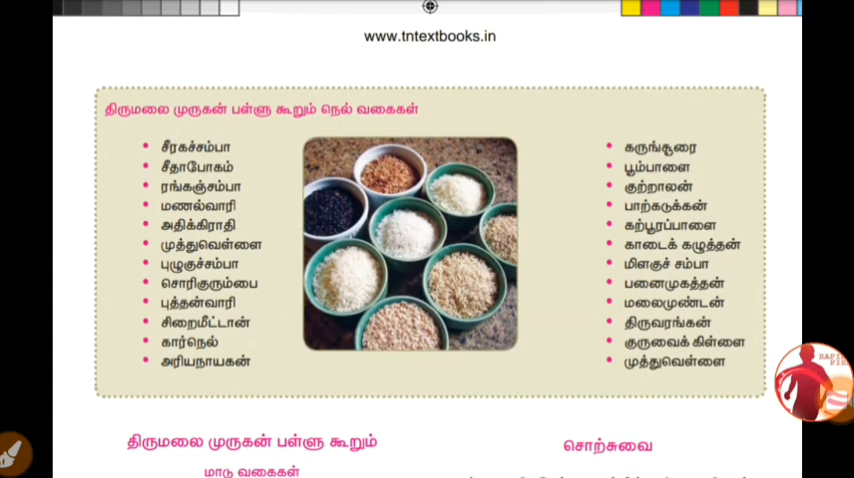 www.tntextbooks.in
திருமலை முருகன் பள்ளு கூறும் நெல் வகைகள்
சீரகச்சம்பா
சீதாபோகம்
ரங்கஞ்சம்பா
மணல்வாரி
அதிக்கிராதி
முத்துவெள்ளை
புழுகுச்சம்பா
சொரிகுரும்பை
புத்தன்வாரி
சிறைமீட்டான்
கார்நெல்
அரியநாயகன்
கருங்சூரை
பூம்பாளை
குற்றாலன்
பாற்கடுக்கன்
கற்பூரப்பாளை
காடைக் கழுத்தன்
மிளகுச் சம்பா
பனைமுகத்தன்
மலைமுண்டன்
திருவரங்கன்
குருவைக் கிள்ளை
முத்துவெள்ளை
திருமலை முருகன் பள்ளு கூறும்
மாடு வகைகள்
சொற்சுவை